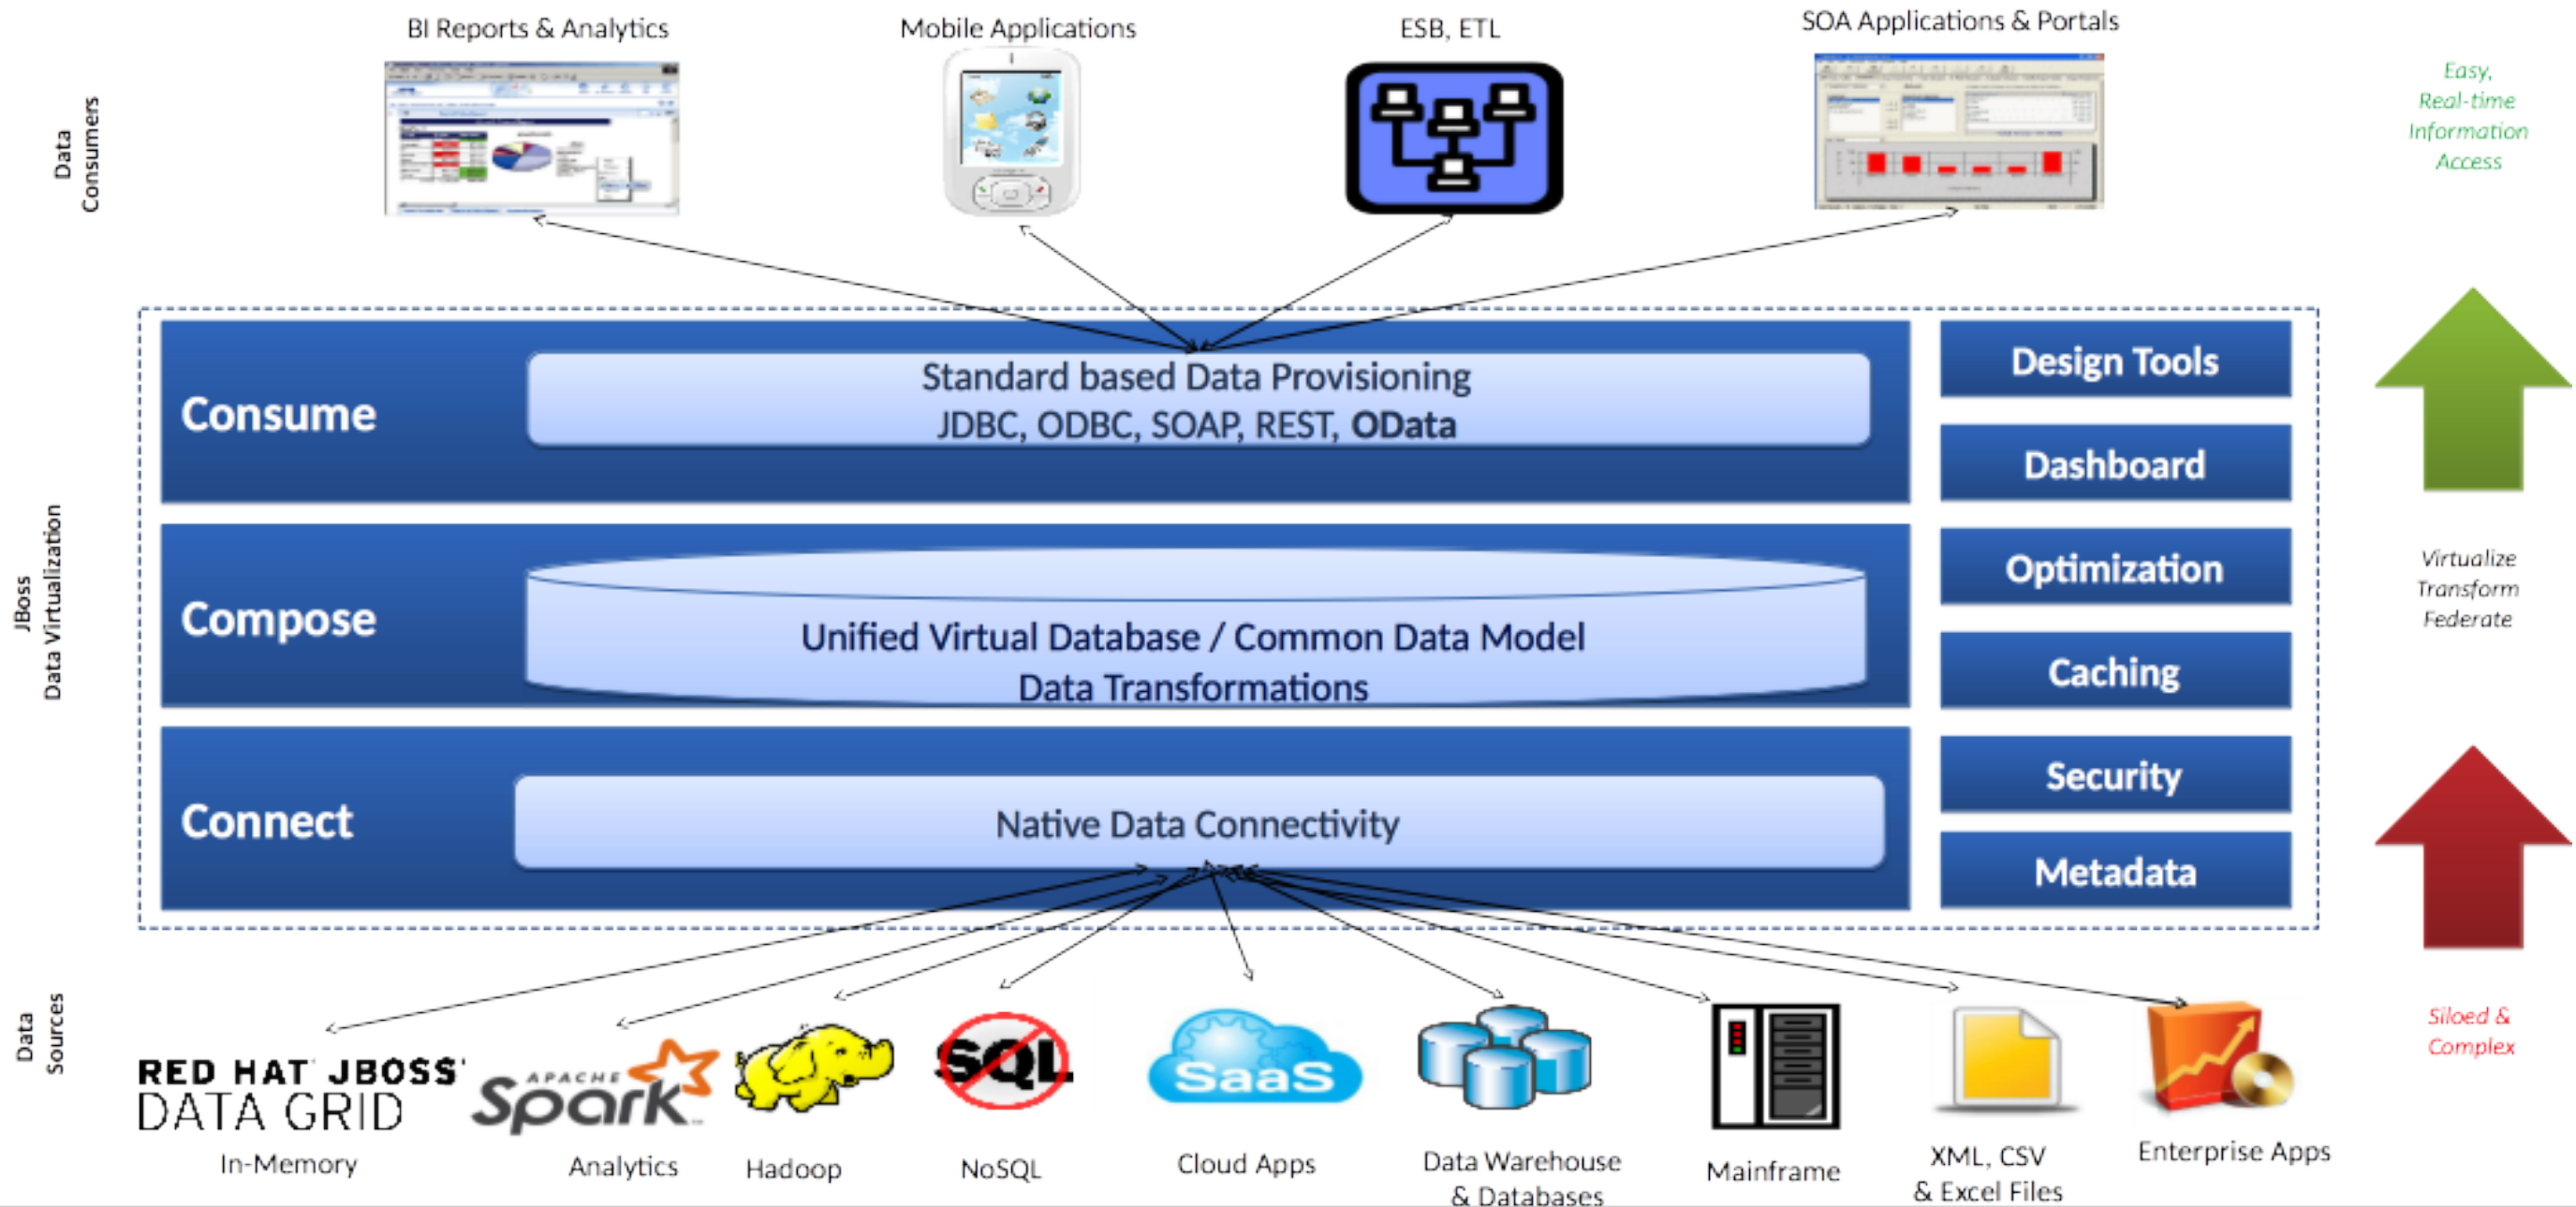 BI Reports & Analytics
Mobile Applications
ESB, ETL
SOA Applications & Portals
Data
Consumers
Easy,
Real-time
Information
Access
Consume
Standard based Data Provisioning
JDBC, ODBC, SOAP, REST, OData
Design Tools
Dashboard
JBoss
Data Virtualization
Compose
Unified Virtual Database / Common Data Model
Data Transformations
Optimization
Caching
Virtualize
Transform
Federate
Connect
Native Data Connectivity
Security
Metadata
Data
Sources
Siloed &
Complex
RED HAT JBOSS
DATA GRID
APACHE
Spark
SQL
SaaS
In-Memory
Analytics
Hadoop
NoSQL
Cloud Apps
Data Warehouse
& Databases
Mainframe
XML, CSV
& Excel Files
Enterprise Apps